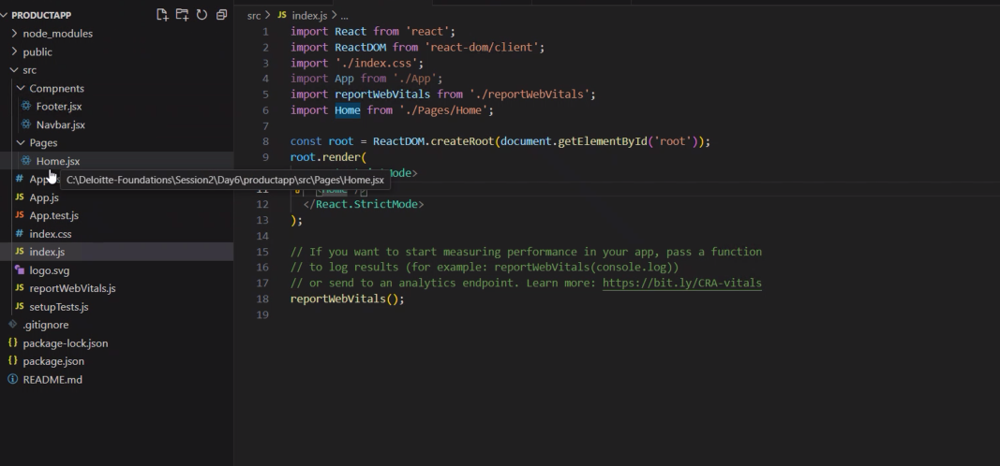 PRODUCTAPP
node_modules
public
src
Compnents
Footer.jsx
Navbar.jsx
Pages
Home.jsx
App
App.js
App.test.js
index.css
index.js
logo.svg
reportWebVitals.js
setupTests.js
.gitignore
package-lock.json
package.json
README.md
C:\Deloitte-Foundations\Session2\Day6\productapp\src\Pages\Home.jsx
src > JS index.js > ...
1 import React from 'react';
2 import ReactDOM from 'react-dom/client';
3 import './index.css';
4 import App from './App';
5 import reportWebVitals from './reportWebVitals';
6 import Home from './Pages/Home';
7
8 const root = ReactDOM.createRoot(document.getElementById('root'));
9 root.render(
Mode>
11 <Home />
12 </React.StrictMode>
13 );
14
15 // If you want to start measuring performance in your app, pass a function
16 // to log results (for example: reportWebVitals(console.log))
17 // or send to an analytics endpoint. Learn more: https://bit.ly/CRA-vitals
18 reportWebVitals();
19